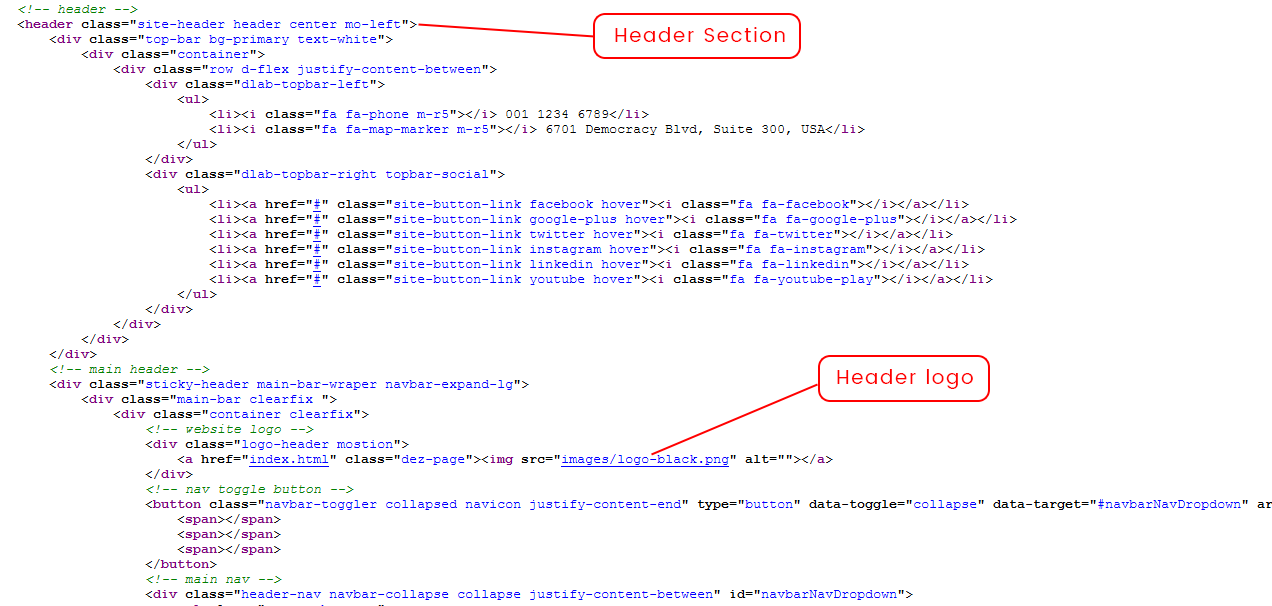 <!-- header -->
<header class="site-header header center mo-left">
Header Section
<div class="top-bar bg-primary text-white">
<div class="container">
<div class="row d-flex justify-content-between">
<div class="dlab-topbar-left">
<ul>
<li><i class="fa fa-phone m-r5"></i> 001 1234 6789</li>
<li><i class="fa fa-map-marker m-r5"></i> 6701 Democracy Blvd, Suite 300, USA</li>
</ul>
</div>
<div class="dlab-topbar-right topbar-social">
<ul>
<li><a href="#" class="site-button-link facebook hover"><i class="fa fa-facebook"></i></a></li>
<li><a href="#" class="site-button-link google-plus hover"><i class="fa fa-google-plus"></i></a></li>
<li><a href="#" class="site-button-link twitter hover"><i class="fa fa-twitter"></i></a></li>
<li><a href="#" class="site-button-link instagram hover"><i class="fa fa-instagram"></i></a></li>
<li><a href="#" class="site-button-link linkedin hover"><i class="fa fa-linkedin"></i></a></li>
<li><a href="#" class="site-button-link youtube hover"><i class="fa fa-youtube-play"></i></a></li>
</ul>
</div>
</div>
</div>
</div>
<!-- main header -->
<div class="sticky-header main-bar-wraper navbar-expand-lg">
Header logo
<div class="main-bar clearfix ">
<div class="container clearfix">
<!-- website logo -->
<div class="logo-header mostion">
<a href="index.html" class="dez-page"><img src="images/logo-black.png" alt=""></a>
</div>
<!-- nav toggle button -->
<button class="navbar-toggler collapsed navicon justify-content-end" type="button" data-toggle="collapse" data-target="#navbarNavDropdown" ar
<span></span>
<span></span>
<span></span>
</button>
<!-- main nav -->
<div class="header-nav navbar-collapse collapse justify-content-between" id="navbarNavDropdown">